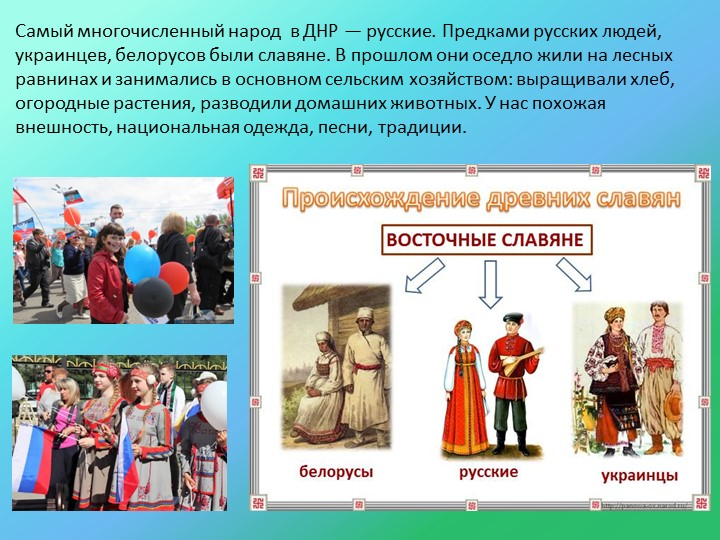 Самый многочисленный народ в ДНР — русские. Предками русских людей,
украинцев, белорусов были славяне. В прошлом они оседло жили на лесных
равнинах и занимались в основном сельским хозяйством: выращивали хлеб,
огородные растения, разводили домашних животных. У нас похожая
внешность, национальная одежда, песни, традиции.
Происхождение древних славян
ВОСТОЧНЫЕ СЛАВЯНЕ
белорусы
русские
украинцы